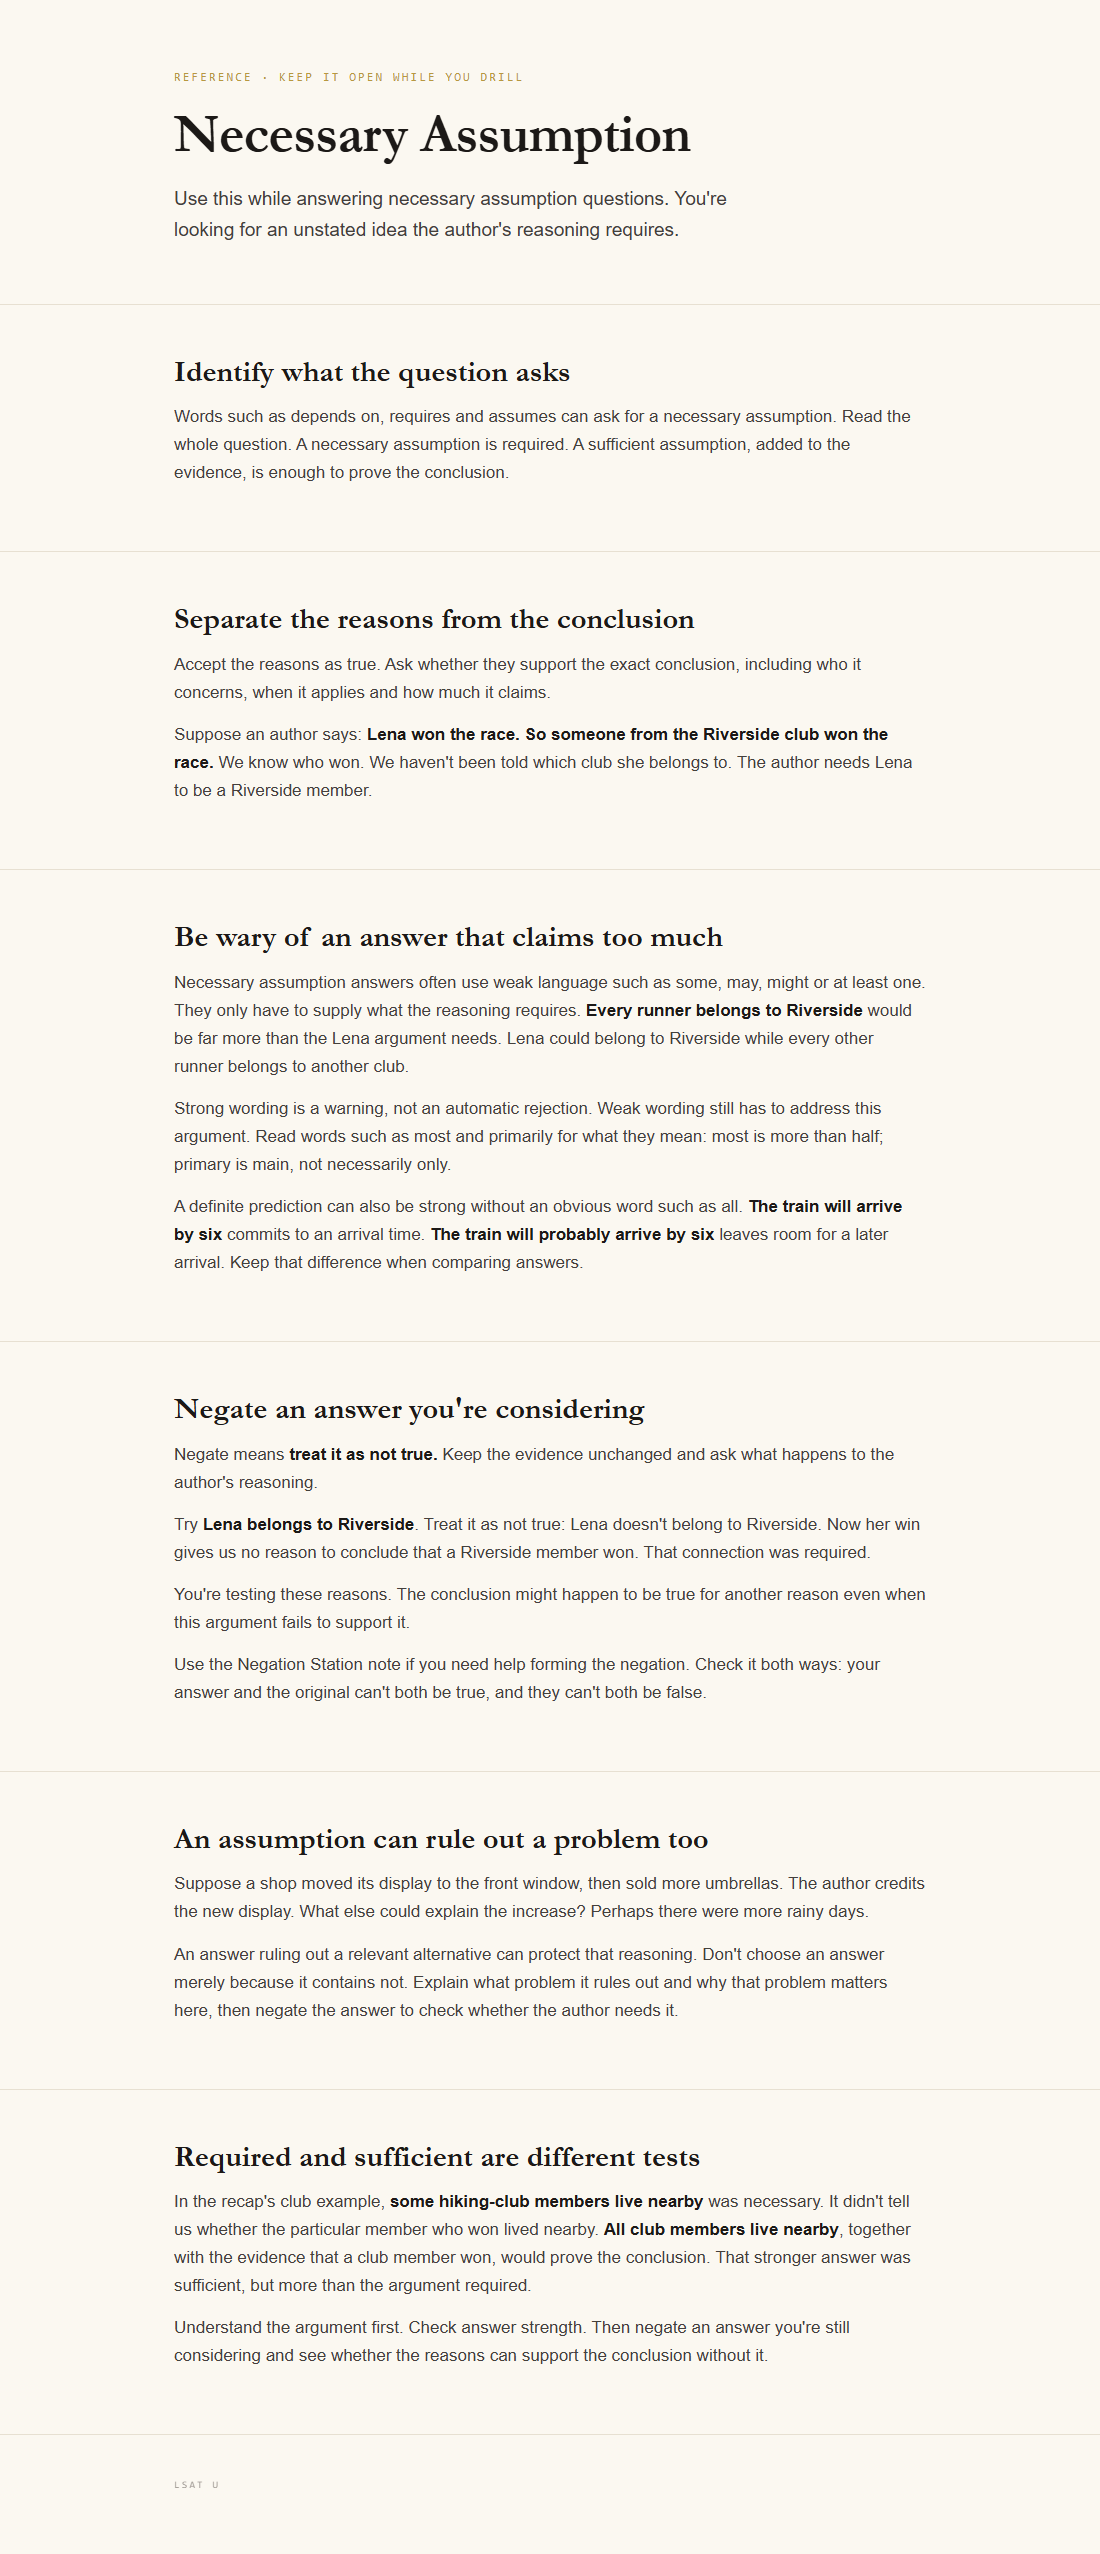 REFERENCE · KEEP IT OPEN WHILE YOU DRILL
Necessary Assumption
Use this while answering necessary assumption questions. You're
looking for an unstated idea the author's reasoning requires.
Identify what the question asks
Words such as depends on, requires and assumes can ask for a necessary assumption. Read the
whole question. A necessary assumption is required. A sufficient assumption, added to the
evidence, is enough to prove the conclusion.
Separate the reasons from the conclusion
Accept the reasons as true. Ask whether they support the exact conclusion, including who it
concerns, when it applies and how much it claims.
Suppose an author says: Lena won the race. So someone from the Riverside club won the
race. We know who won. We haven't been told which club she belongs to. The author needs Lena
to be a Riverside member.
Be wary of an answer that claims too much
Necessary assumption answers often use weak language such as some, may, might or at least one.
They only have to supply what the reasoning requires. Every runner belongs to Riverside would
be far more than the Lena argument needs. Lena could belong to Riverside while every other
runner belongs to another club.
Strong wording is a warning, not an automatic rejection. Weak wording still has to address this
argument. Read words such as most and primarily for what they mean: most is more than half;
primary is main, not necessarily only.
A definite prediction can also be strong without an obvious word such as all. The train will arrive
by six commits to an arrival time. The train will probably arrive by six leaves room for a later
arrival. Keep that difference when comparing answers.
Negate an answer you're considering
Negate means treat it as not true. Keep the evidence unchanged and ask what happens to the
author's reasoning.
Try Lena belongs to Riverside. Treat it as not true: Lena doesn't belong to Riverside. Now her win
gives us no reason to conclude that a Riverside member won. That connection was required.
You're testing these reasons. The conclusion might happen to be true for another reason even when
this argument fails to support it.
Use the Negation Station note if you need help forming the negation. Check it both ways: your
answer and the original can't both be true, and they can't both be false.
An assumption can rule out a problem too
Suppose a shop moved its display to the front window, then sold more umbrellas. The author credits
the new display. What else could explain the increase? Perhaps there were more rainy days.
An answer ruling out a relevant alternative can protect that reasoning. Don't choose an answer
merely because it contains not. Explain what problem it rules out and why that problem matters
here, then negate the answer to check whether the author needs it.
Required and sufficient are different tests
In the recap's club example, some hiking-club members live nearby was necessary. It didn't tell
us whether the particular member who won lived nearby. All club members live nearby, together
with the evidence that a club member won, would prove the conclusion. That stronger answer was
sufficient, but more than the argument required.
Understand the argument first. Check answer strength. Then negate an answer you're still
considering and see whether the reasons can support the conclusion without it.
LSAT U